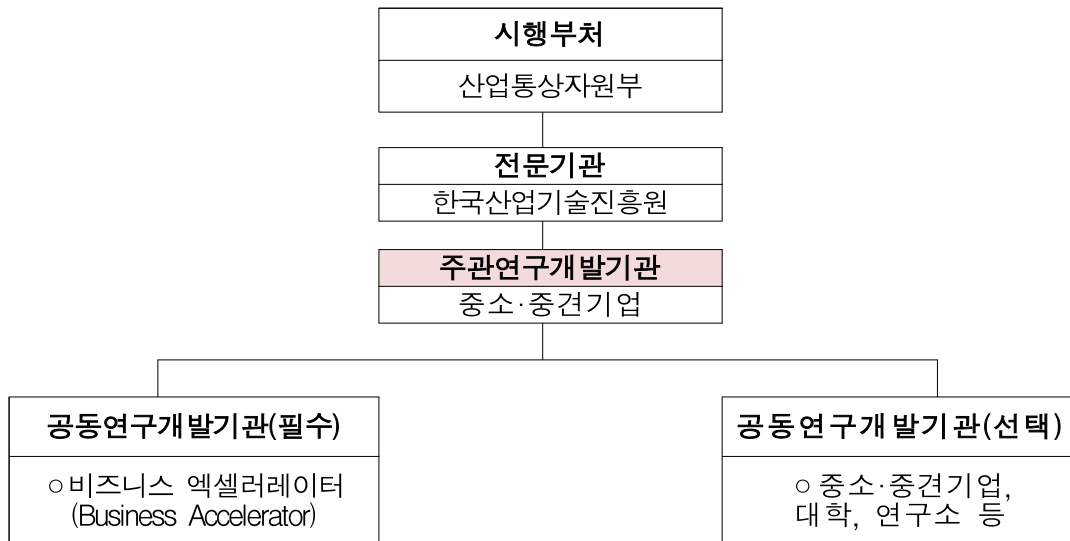 시행부처
산업통상자원부
전문기관
한국산업기술진흥원
주관연구개발기관
중소·중견기업
공동연구개발기관(필수)
○ 비즈니스 엑셀러레이터
(Business Accelerator)
공동연구개발기관(선택)
○ 중소·중견기업,
대학, 연구소 등